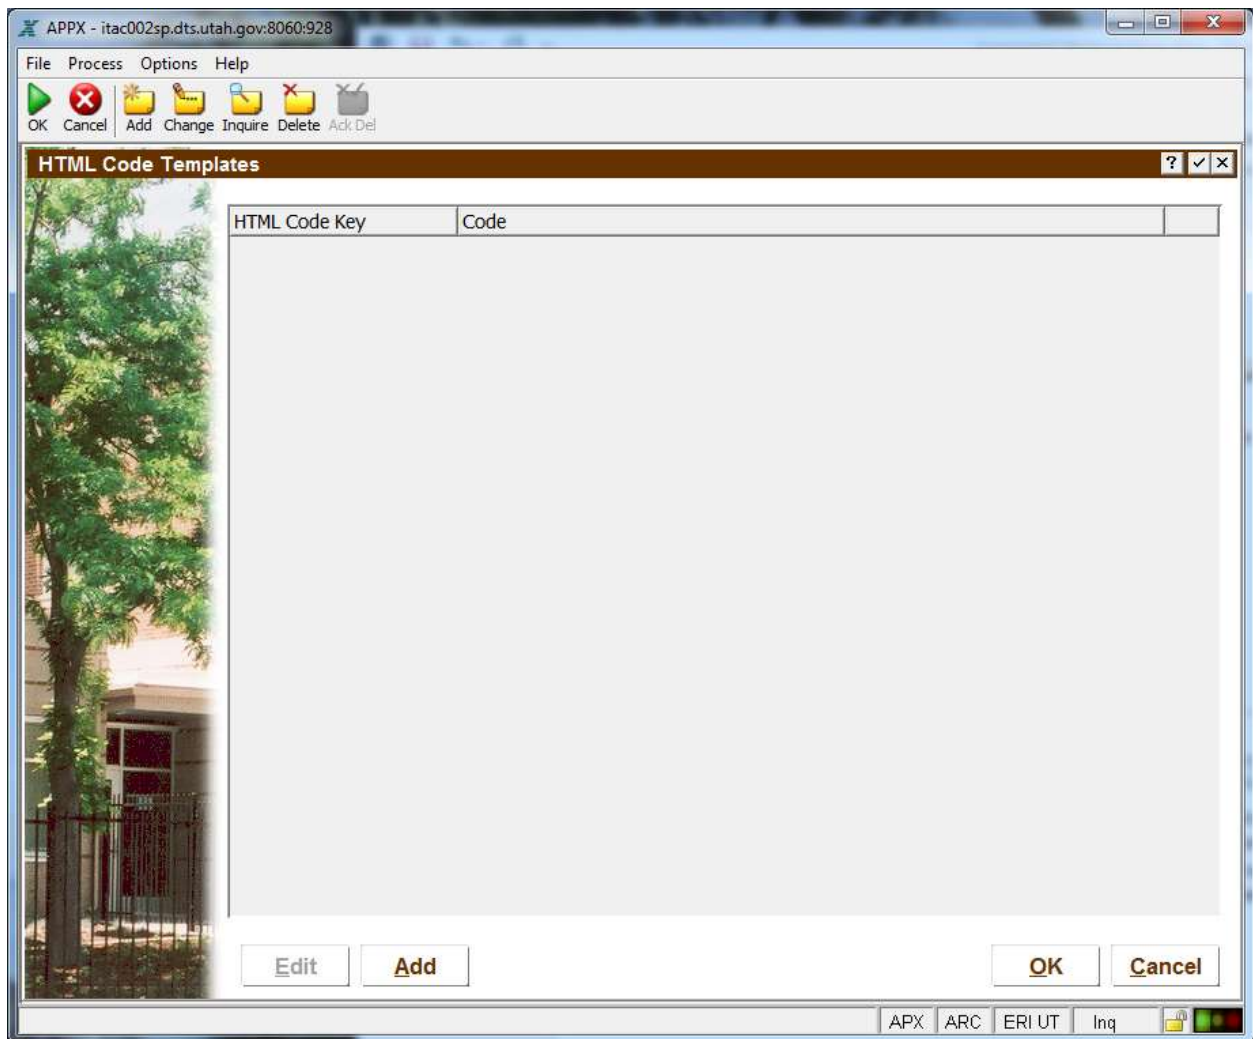 APPX - itac002sp.dts.utah.gov:8060:928
File Process Options Help
OK Cancel Add Change Inquire Delete Ack Del
HTML Code Templates ?
HTML Code Key Code
Edit Add OK Cancel
APX ARC ERI UT Inq